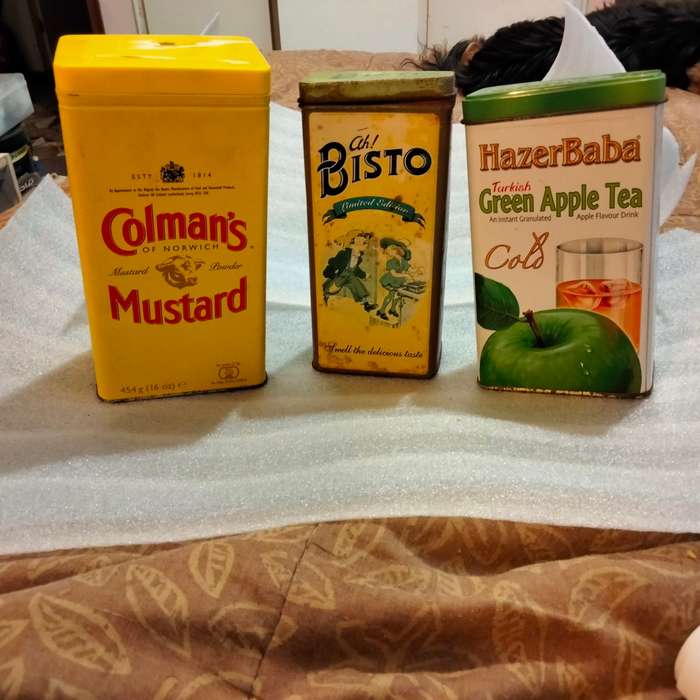 ESTD 1814
Colman's
OF NORWICH
Mustard Powder
Mustard
454g (16 oz) e
Ah!
BISTO
Limited Edition
Smell the delicious taste
HazerBaba
Turkish
Green Apple Tea
An Instant Granulated Apple Flavour Drink
Cold